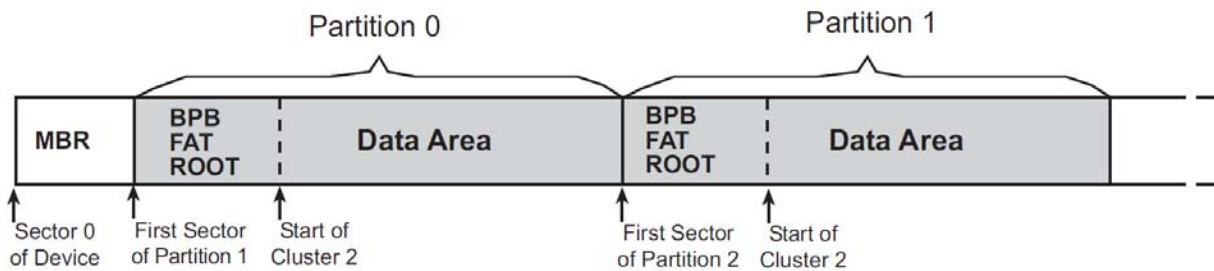 Partition 0
Partition 1
MBR
BPB
FAT
ROOT
Data Area
BPB
FAT
ROOT
Data Area
Sector 0
of Device
First Sector
of Partition 1
Start of
Cluster 2
First Sector
of Partition 2
Start of
Cluster 2